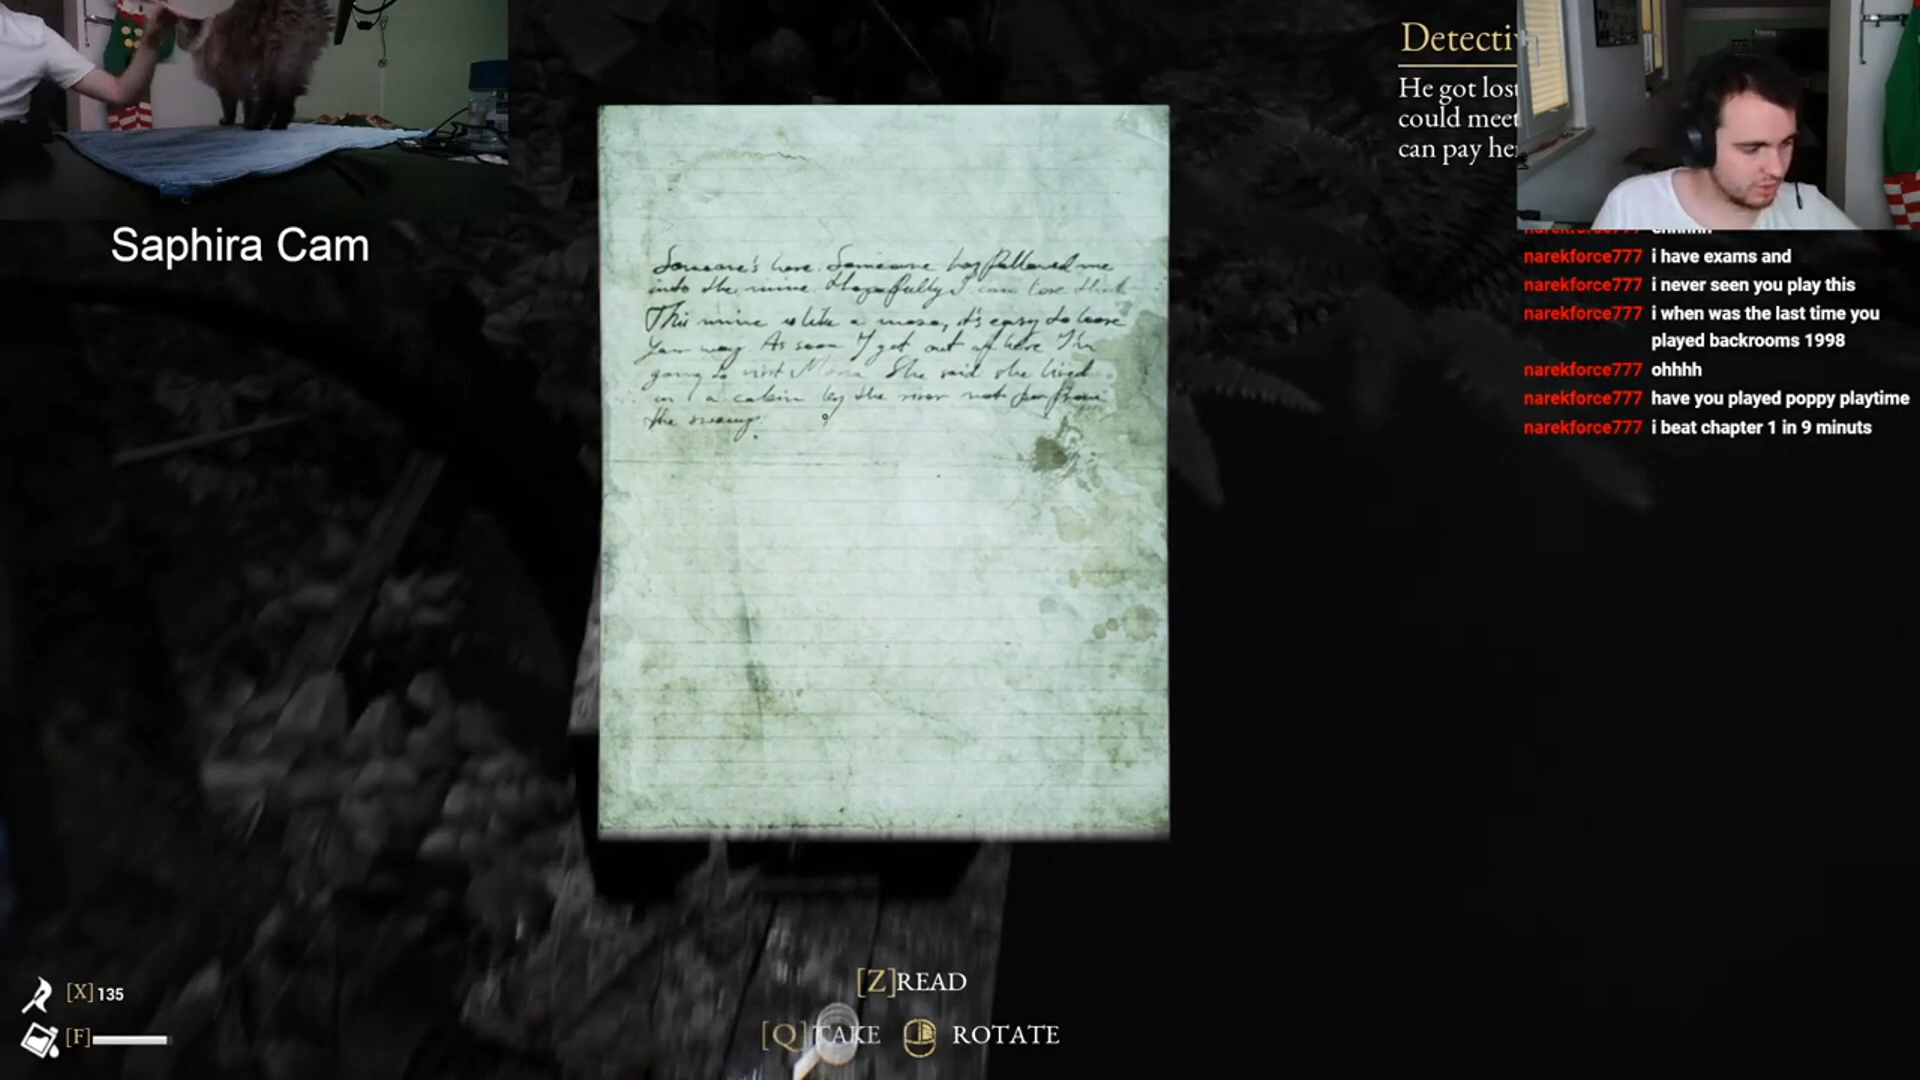 Detecti
He got lost
could meet
can pay he
Saphira Cam
Someone's here. Someone has followed me
into the mine. Hopefully I can lose
This mine is like a maze, it's easy to loose
your way. As soon I get out of here I'm
going to visit She said she lived
in a cabin by the river not far from
the swamp.
narekforce777 i have exams and
narekforce777 i never seen you play this
narekforce777 i when was the last time you
played backrooms 1998
narekforce777 ohhhh
narekforce777 have you played poppy playtime
narekforce777 i beat chapter 1 in 9 minuts
[Z]READ
[Q]TAKE ROTATE
[X] 135
[F]